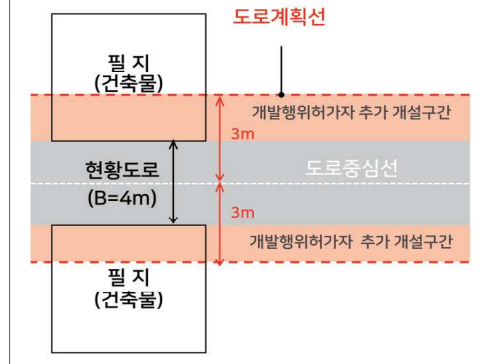 도로계획선
필 지
(건축물)
개발행위허가자 추가 개설구간
3m
현황도로
(B=4m)
도로중심선
3m
개발행위허가자 추가 개설구간
필 지
(건축물)